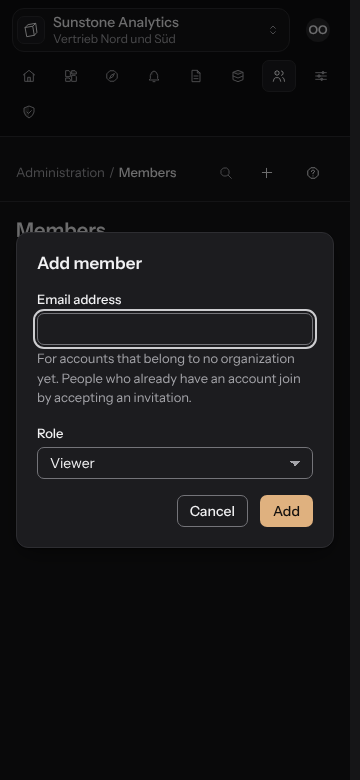 Sunstone Analytics
Vertrieb Nord und Süd
OO
Administration / Members
Members
Add member
Email address
For accounts that belong to no organization
yet. People who already have an account join
by accepting an invitation.
Role
Viewer
Cancel
Add